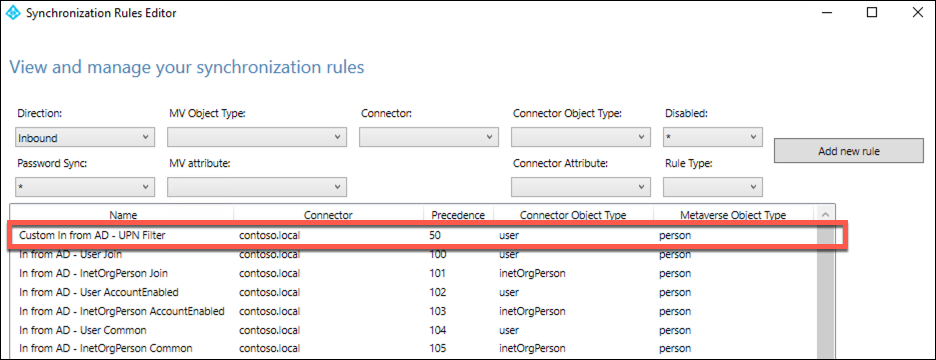 Synchronization Rules Editor
View and manage your synchronization rules
Direction: MV Object Type: Connector: Connector Object Type: Disabled:
Inbound *
Add new rule
Password Sync: MV attribute: Connector Attribute: Rule Type:
*
Name Connector Precedence Connector Object Type Metaverse Object Type
Custom In from AD - UPN Filter contoso.local 50 user person
In from AD - User Join contoso.local 100 user person
In from AD - InetOrgPerson Join contoso.local 101 inetOrgPerson person
In from AD - User AccountEnabled contoso.local 102 user person
In from AD - InetOrgPerson AccountEnabled contoso.local 103 inetOrgPerson person
In from AD - User Common contoso.local 104 user person
In from AD - InetOrgPerson Common contoso.local 105 inetOrgPerson person